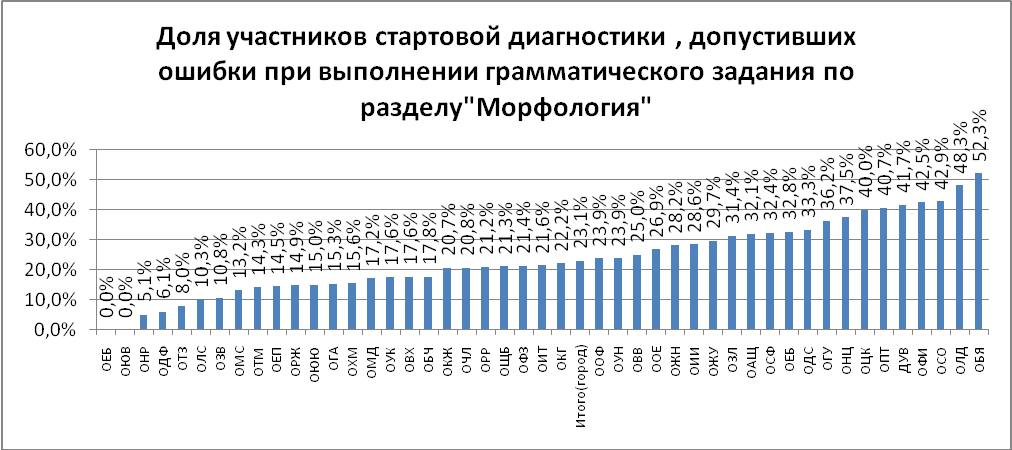 Доля участников стартовой диагностики , допустивших
ошибки при выполнении грамматического задания по
разделу"Морфология"
60,0%
50,0%
40,0%
30,0%
20,0%
10,0%
0,0%
0,0%
0,0%
5,1%
6,1%
8,0%
10,3%
10,8%
13,2%
14,3%
14,5%
14,9%
15,0%
15,3%
15,6%
17,2%
17,6%
17,6%
17,8%
20,7%
20,8%
21,2%
21,3%
21,4%
21,6%
22,2%
23,1%
23,9%
23,9%
25,0%
26,9%
28,2%
28,6%
29,7%
31,4%
32,1%
32,4%
32,8%
33,3%
36,2%
37,5%
40,0%
40,7%
41,7%
42,5%
42,9%
48,3%
52,3%
ОЕБ
ОЮВ
ОНР
ОДФ
ОТЗ
ОЛС
ОЗВ
ОМС
ОТМ
ОЕП
ОРЖ
ОЮЮ
ОГА
ОХМ
ОМД
ОУК
ОВХ
ОБЧ
ОКЖ
ОЧЛ
ОРР
ОЩБ
ОФЗ
ОИТ
ОКГ
Итого(город)
ООФ
ОУН
ОВВ
ООЕ
ОЖН
ОИИ
ОЖУ
ОЗЛ
ОАЩ
ОСФ
ОЕБ
ОДС
ОГУ
ОНЦ
ОЦК
ОПТ
ДУВ
ОФИ
ОСО
ОЛД
ОБЯ